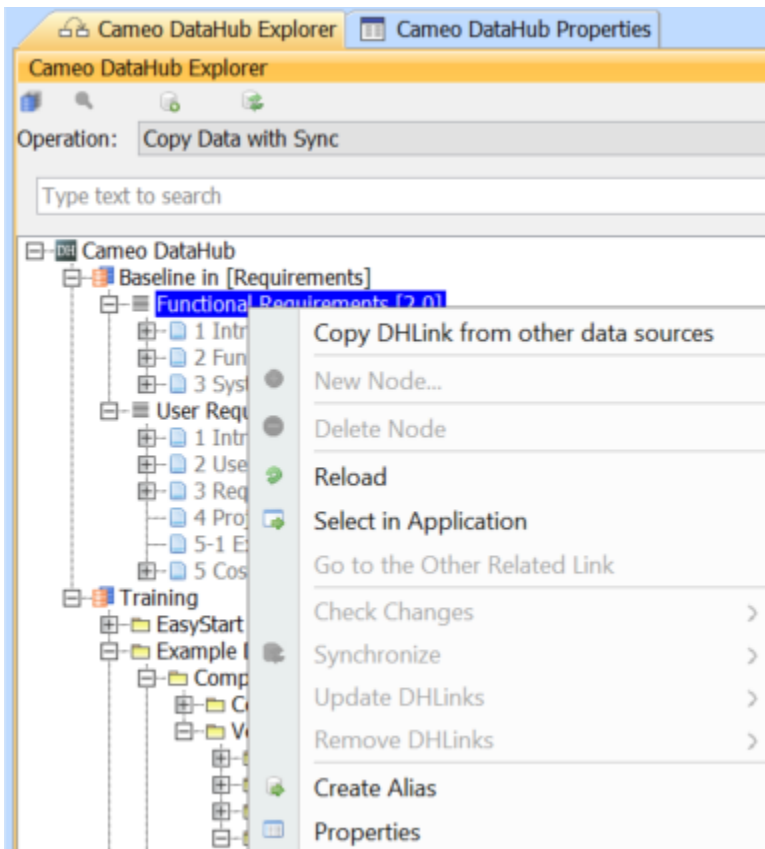 Cameo DataHub Explorer
Cameo DataHub Properties
Cameo DataHub Explorer
Operation: Copy Data with Sync
Type text to search
DH Cameo DataHub
Baseline in [Requirements]
Functional Requirements [2.0]
1 Intr
2 Fun
3 Syst
User Requ
1 Intr
2 Use
3 Req
4 Proj
5-1 E
5 Cos
Training
EasyStart
Example
Comp
Copy DHLink from other data sources
New Node...
Delete Node
Reload
Select in Application
Go to the Other Related Link
Check Changes
Synchronize
Update DHLinks
Remove DHLinks
Create Alias
Properties